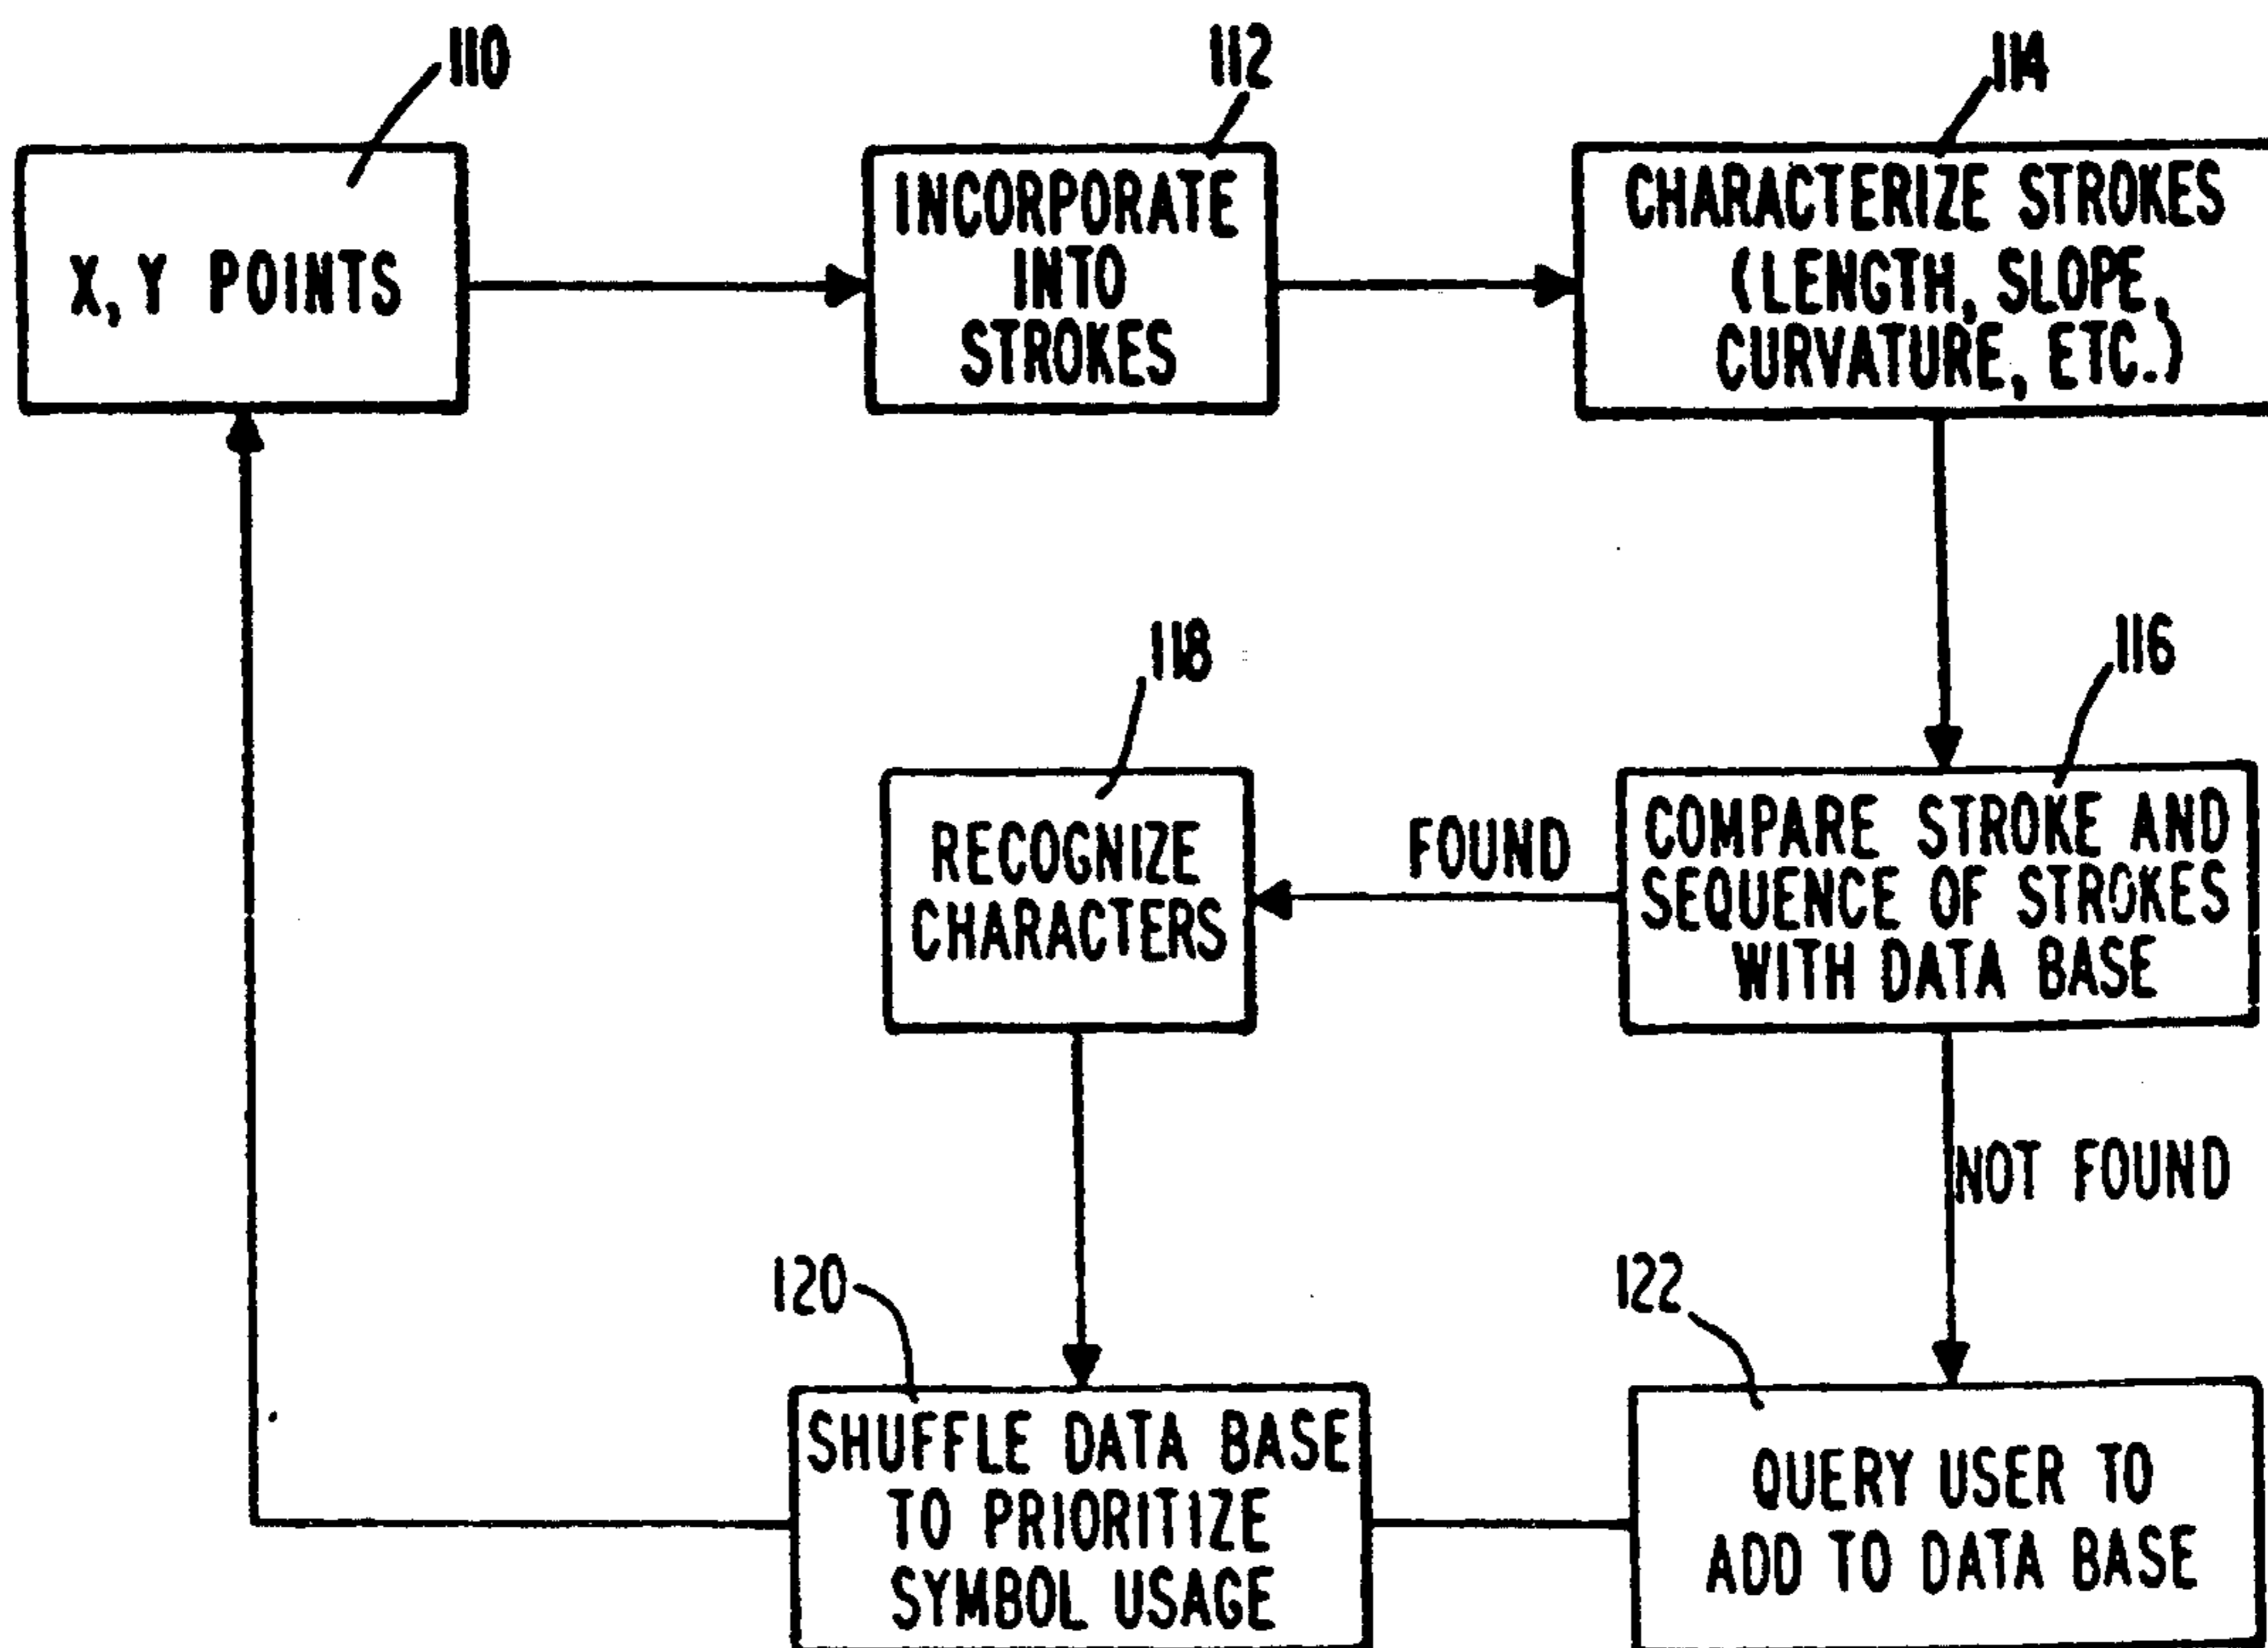 110
X, Y POINTS
112
INCORPORATE
INTO
STROKES
114
CHARACTERIZE STROKES
(LENGTH, SLOPE,
CURVATURE, ETC.)
116
COMPARE STROKE AND
SEQUENCE OF STROKES
WITH DATA BASE
FOUND
118
RECOGNIZE
CHARACTERS
NOT FOUND
120
SHUFFLE DATA BASE
TO PRIORITIZE
SYMBOL USAGE
122
QUERY USER TO
ADD TO DATA BASE